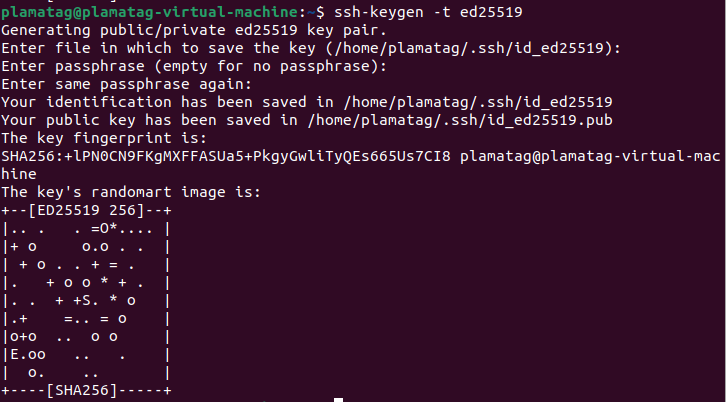 plamatag@plamatag-virtual-machine:~$ ssh-keygen -t ed25519
Generating public/private ed25519 key pair.
Enter file in which to save the key (/home/plamatag/.ssh/id_ed25519):
Enter passphrase (empty for no passphrase):
Enter same passphrase again:
Your identification has been saved in /home/plamatag/.ssh/id_ed25519
Your public key has been saved in /home/plamatag/.ssh/id_ed25519.pub
The key fingerprint is:
SHA256:+lPN0CN9FKgMXFFASUa5+PkgyGwliTyQEs665Us7CI8 plamatag@plamatag-virtual-mac
hine
The key's randomart image is:
+--[ED25519 256]--+
|.. .   . =O*.... |
|+ o     o.o . .  |
| + o . . + = .   |
|.   + o o * + .  |
|. .  + +S. * o   |
|.+    =.. = o    |
|o+o  ..  o o     |
|E.oo   ..   .    |
|  o.    ..       |
+----[SHA256]-----+